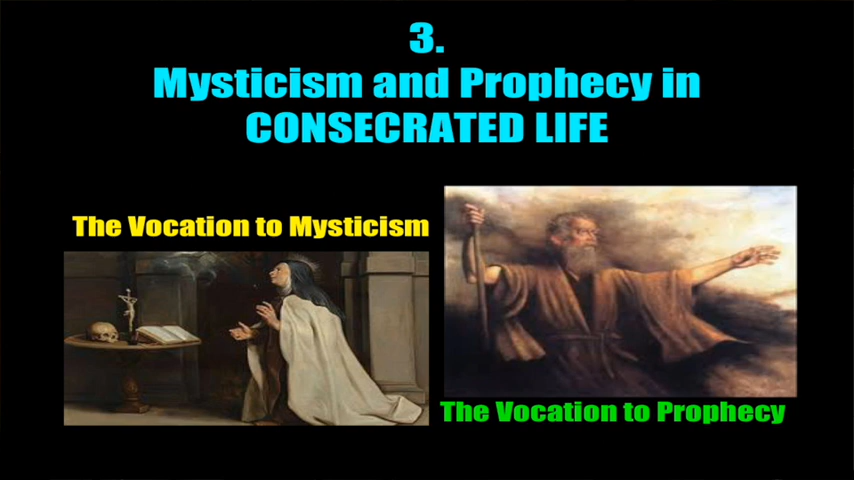 3.
Mysticism and Prophecy in
CONSECRATED LIFE
The Vocation to Mysticism
The Vocation to Prophecy